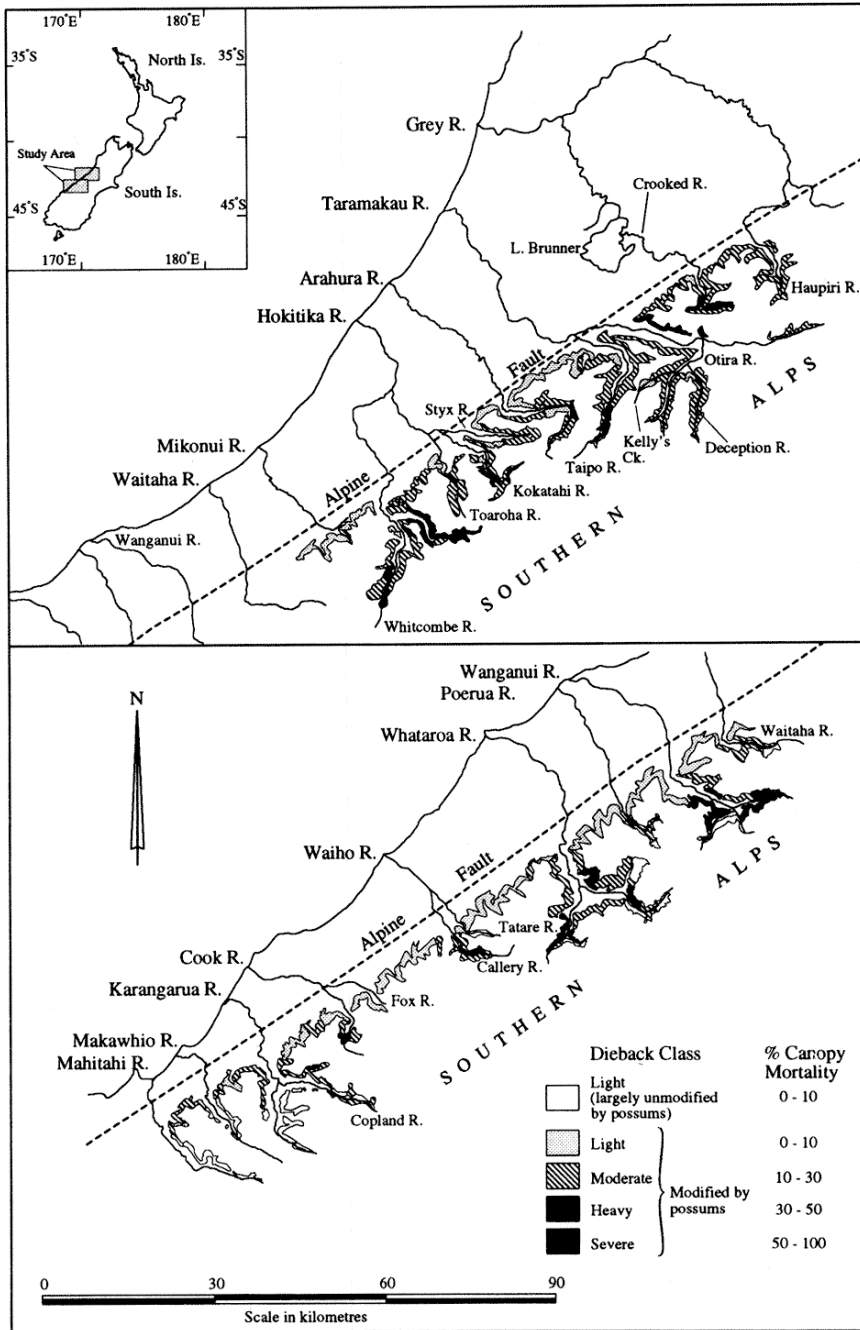 170°E
180°E
35°S
35°S
North Is.
Study Area
South Is.
45°S
45°S
170°E
180°E
Grey R.
Crooked R.
Taramakau R.
L. Brunner
Arahura R.
Haupiri R.
Hokitika R.
Fault
Otira R.
ALPS
Styx R.
Kelly's
Ck.
Deception R.
Mikonui R.
Taipo R.
Waitaha R.
Alpine
Kokatahi R.
Toaroha R.
Wanganui R.
SOUTHERN
Whitcombe R.
Wanganui R.
N
Poerua R.
Whataroa R.
Waitaha R.
Waiho R.
Fault
ALPS
Alpine
Tatare R.
Cook R.
Callery R.
Karangarua R.
Fox R.
SOUTHERN
Makawhio R.
Mahitahi R.
Copland R.
Dieback Class
% Canopy
Mortality
Light
(largely unmodified
by possums)
0 - 10
Light
0 - 10
Moderate
10 - 30
Modified by
possums
Heavy
30 - 50
Severe
50 - 100
0
30
60
90
Scale in kilometres